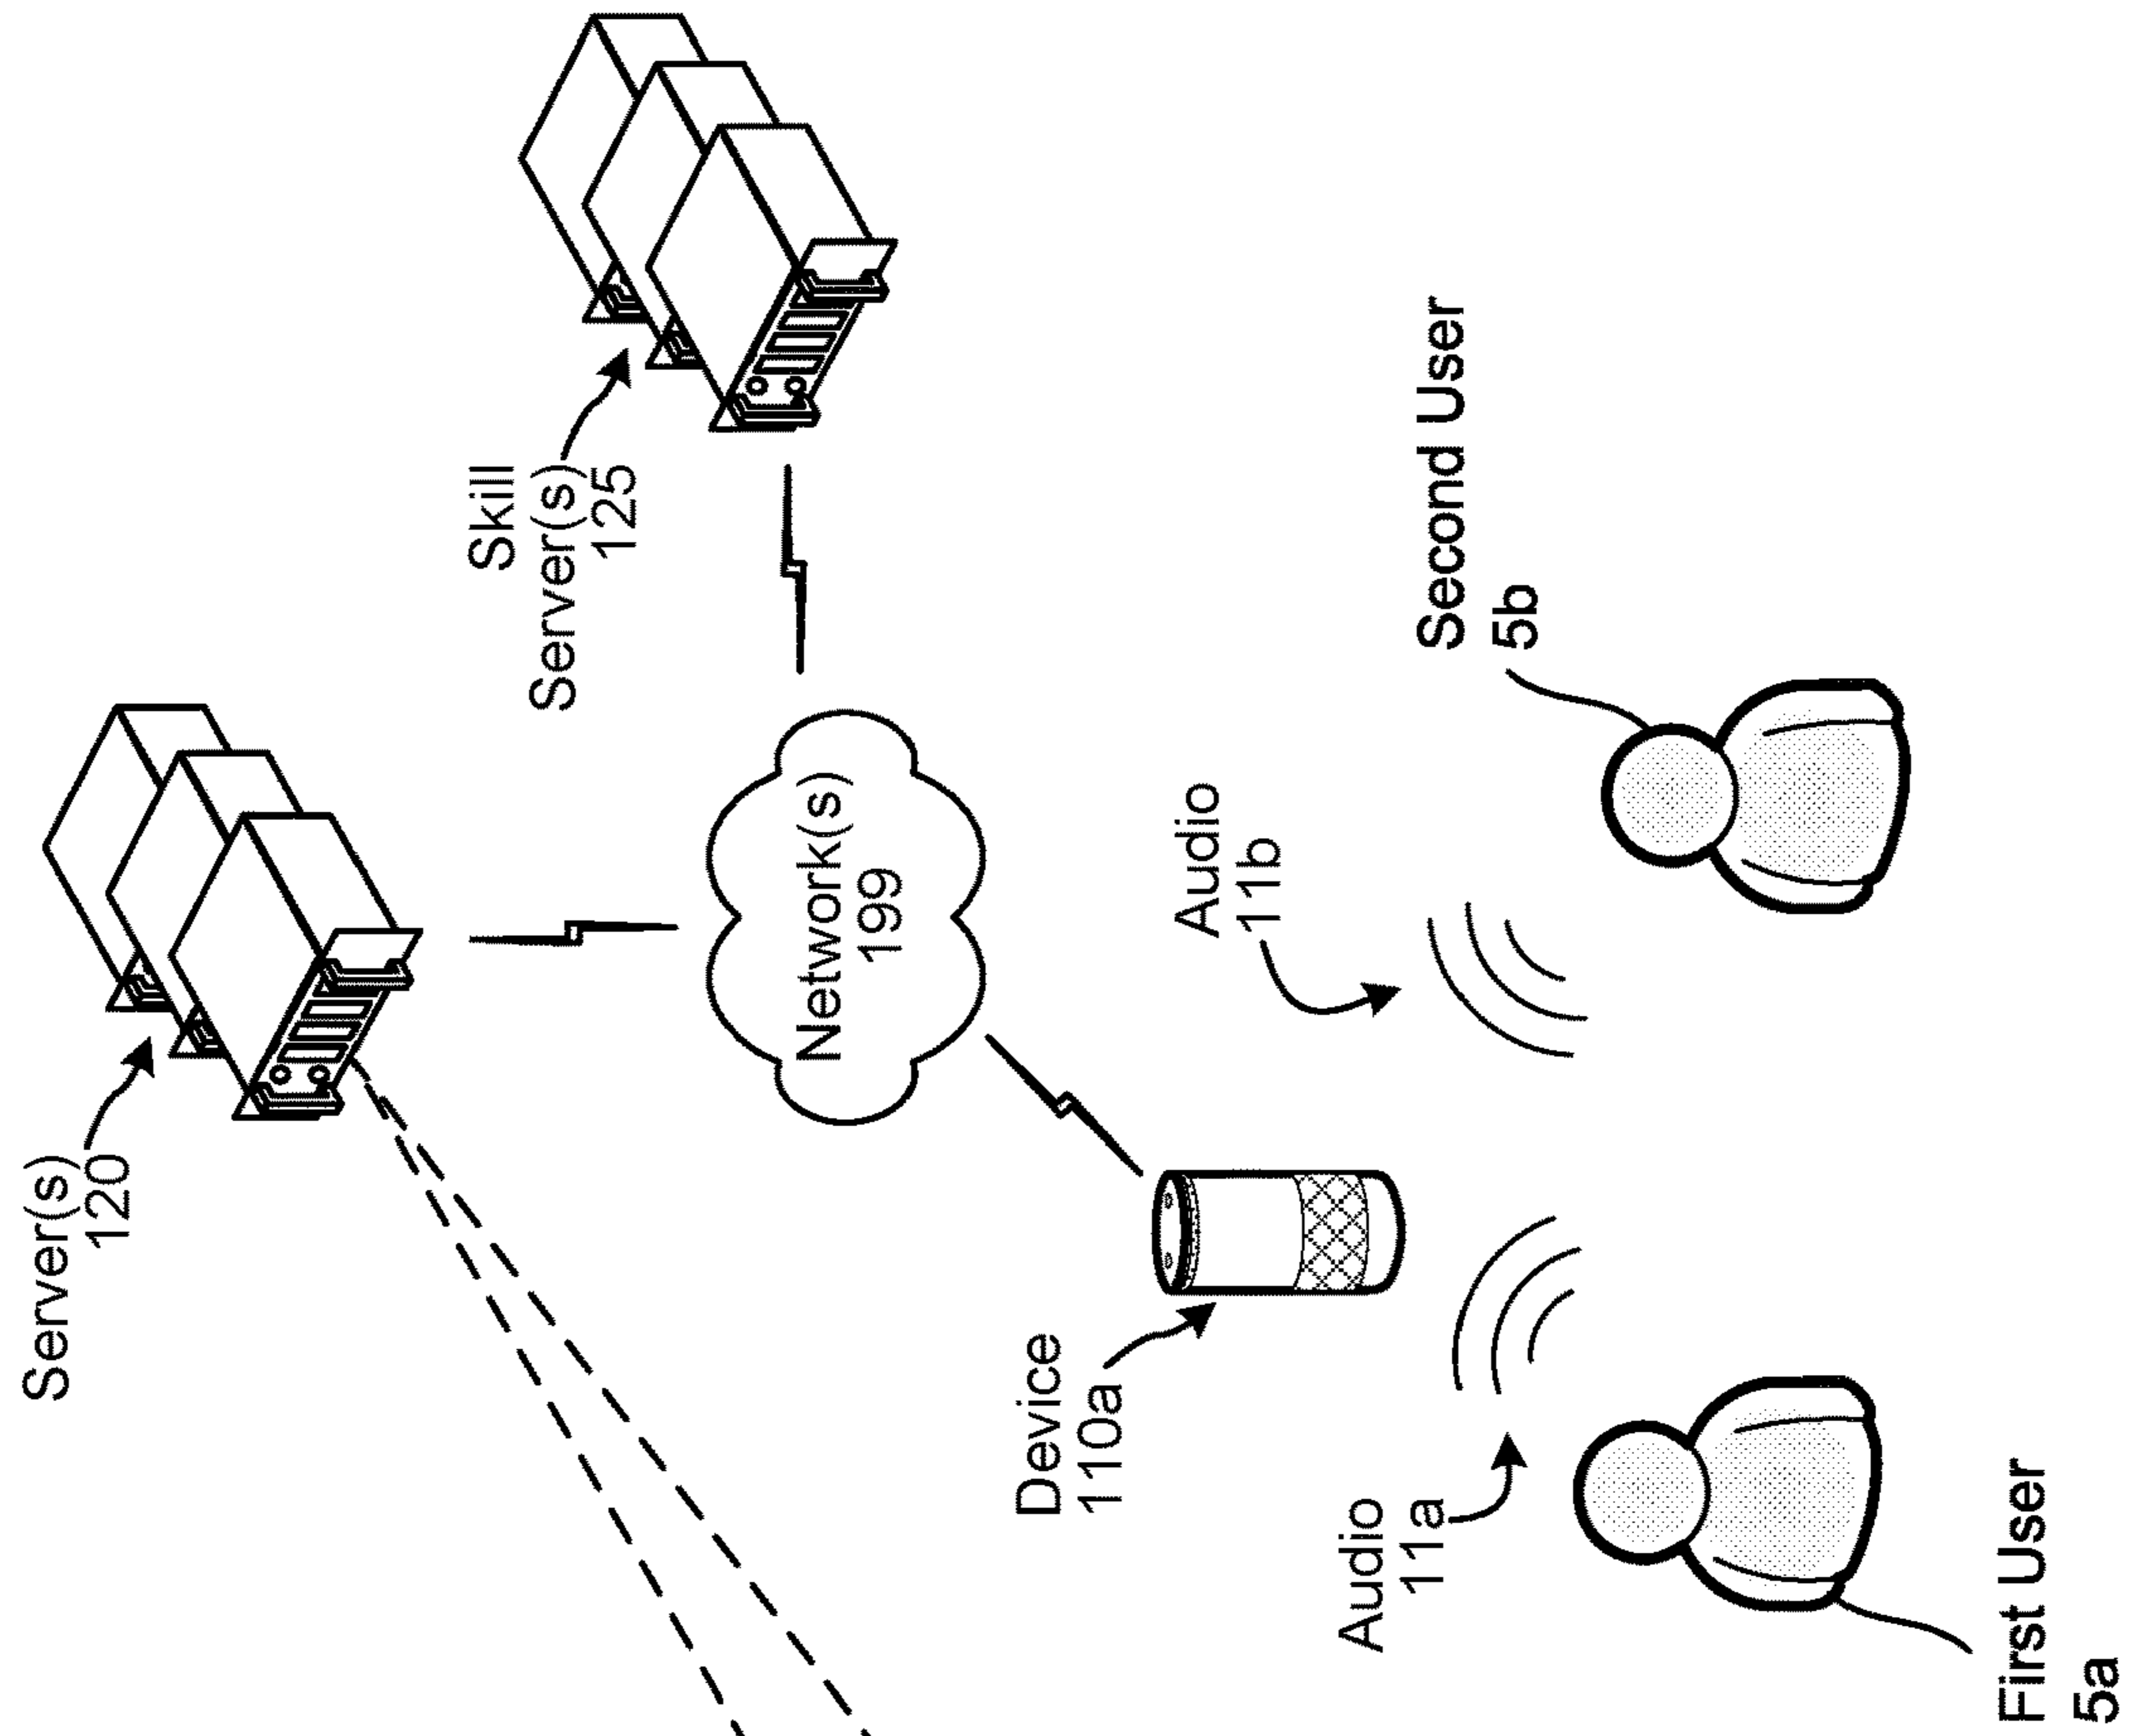 Server(s)
120
Skill
Server(s)
125
Network(s)
199
Device
110a
Audio
11b
Audio
11a
Second User
5b
First User
5a